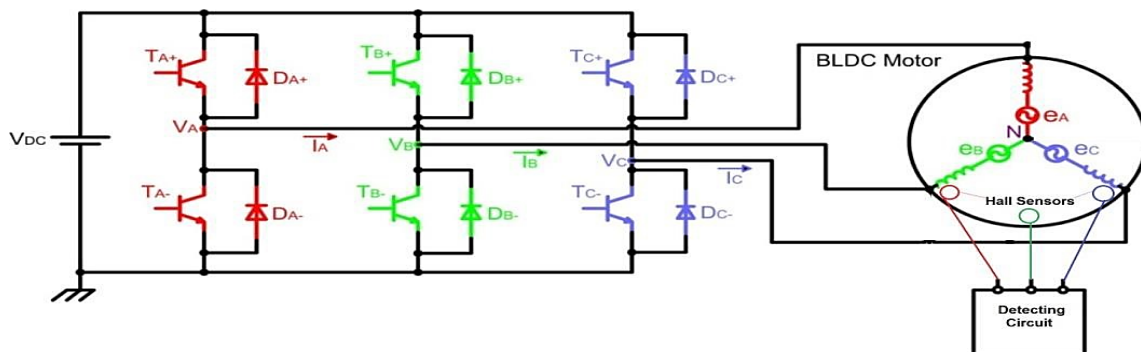 TA+
DA+
TB+
DB+
TC+
DC+
BLDC Motor
eA
N
eB
eC
VDC
VA
IA
VB
IB
VC
IC
TA-
DA-
TB-
DB-
TC-
DC-
Hall Sensors
Detecting
Circuit